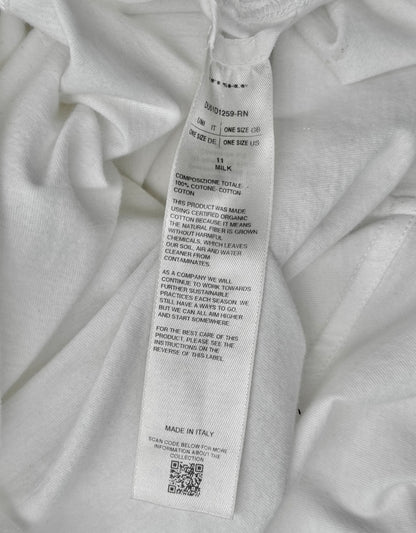 DU01D1259-RN
UNI IT ONE SIZE-GB
ONE SIZE-DE ONE SIZE US
11
MILK
COMPOSIZIONE TOTALE
100% COTONE- COTTON
COTTON
THIS PRODUCT WAS MADE
USING CERTIFIED ORGANIC
COTTON BECAUSE IT MEANS
THE NATURAL FIBER IS GROWN
WITHOUT HARMFUL
CHEMICALS, WHICH LEAVES
OUR SOIL, AIR AND WATER
CLEANER FROM
CONTAMINATES.
AS A COMPANY WE WILL
CONTINUE TO WORK TOWARDS
FURTHER SUSTAINABLE
PRACTICES EACH SEASON. WE
STILL HAVE A WAYS TO GO,
BUT WE CAN ALL AIM HIGHER
AND START SOMEWHERE
FOR THE BEST CARE OF THIS
PRODUCT, PLEASE SEE THE
INSTRUCTIONS ON THE
REVERSE OF THIS LABEL
MADE IN ITALY
SCAN CODE BELOW FOR MORE
INFORMATION ABOUT THE
COLLECTION